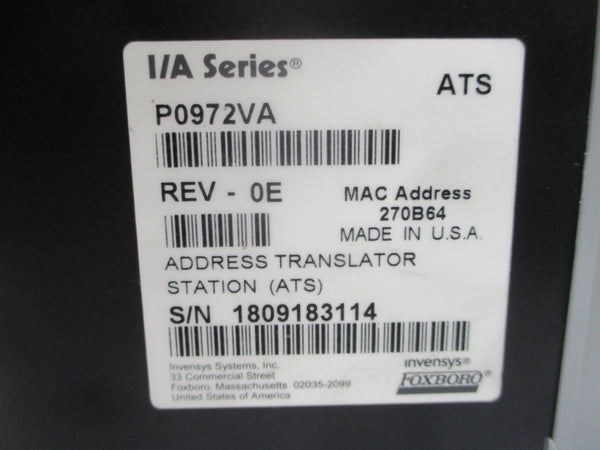 I/A Series®
ATS
P0972VA
REV - 0E
MAC Address
270B64
MADE IN U.S.A.
ADDRESS TRANSLATOR
STATION (ATS)
S/N 1809183114
Invensys Systems, Inc.
33 Commercial Street
Foxboro, Massachusetts 02035-2099
United States of America
invensys®
FOXBORO®